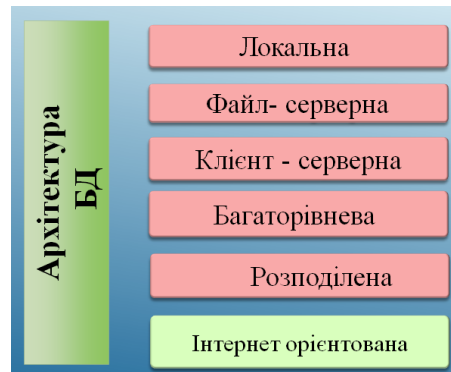 Архітектура
БД
Локальна
Файл- серверна
Клієнт - серверна
Багаторівнева
Розподілена
Інтернет орієнтована